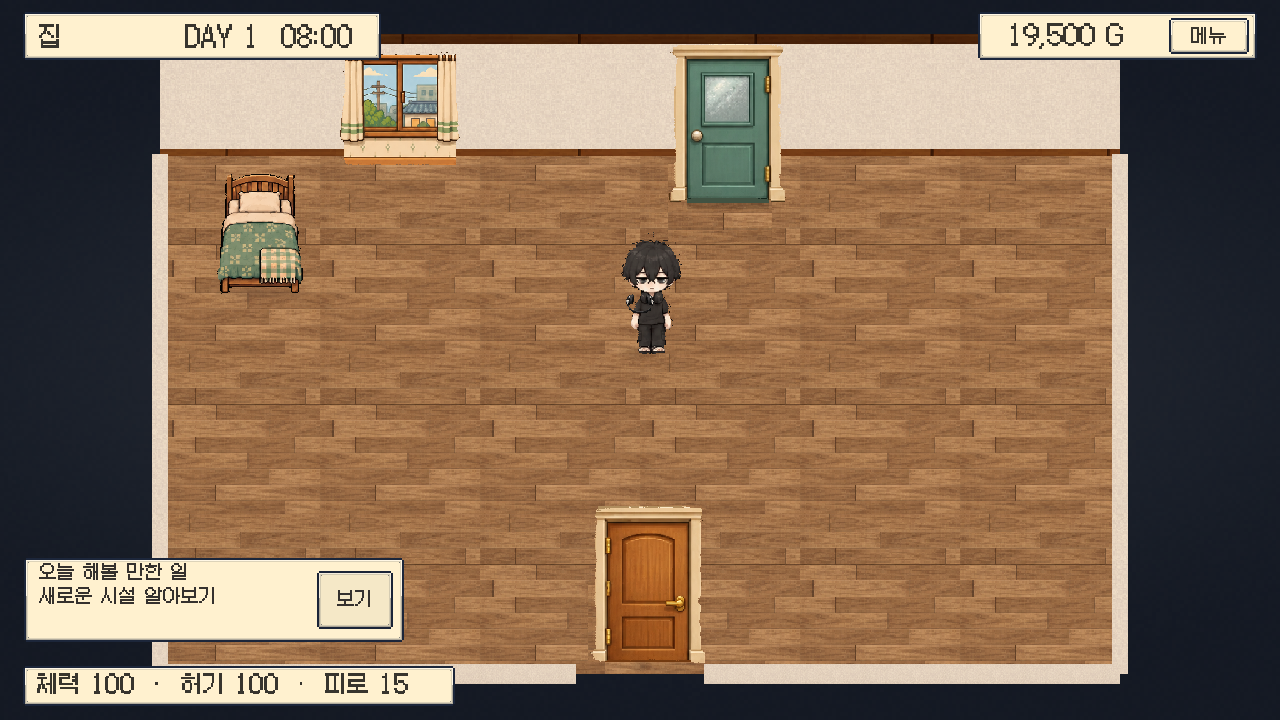 집 DAY 1 08:00
19,500 G 메뉴
오늘 해볼 만한 일
새로운 시설 알아보기
보기
체력 100 · 허기 100 · 피로 15